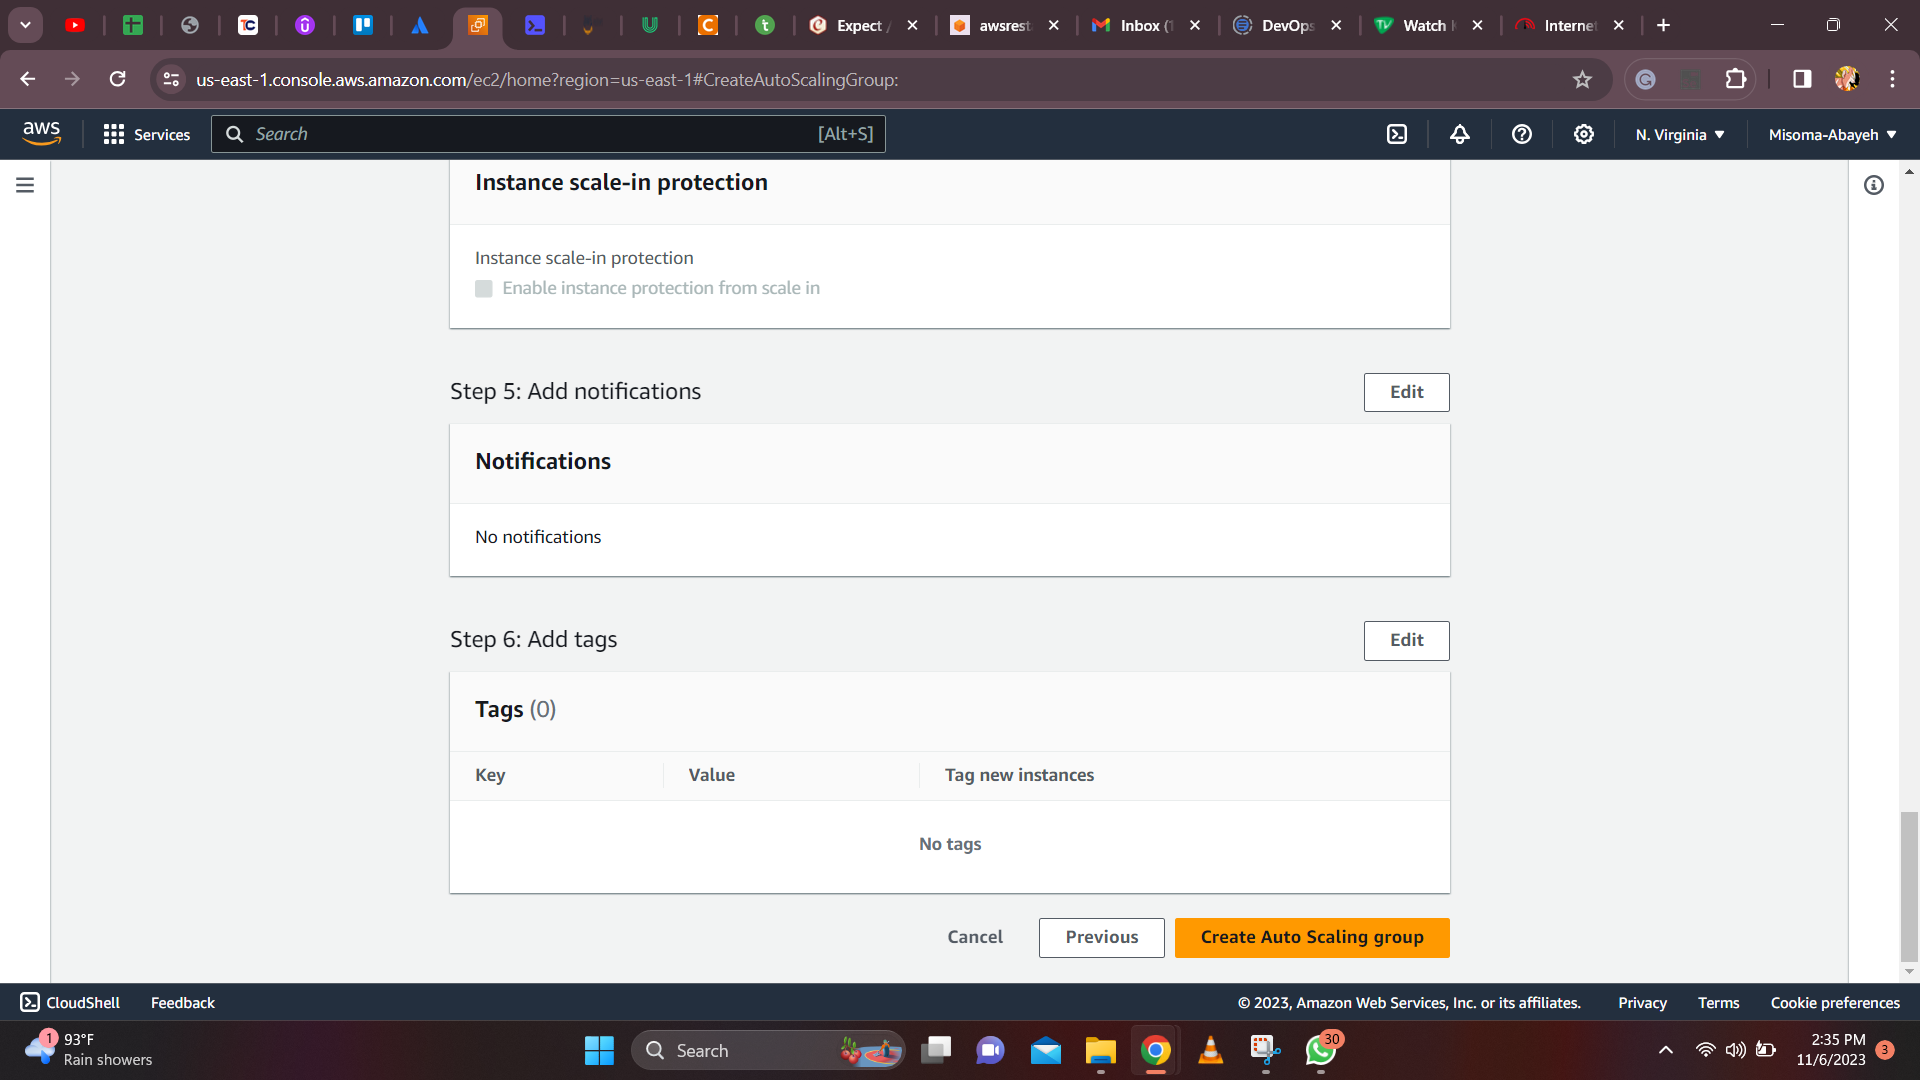 Expect /
awsrest
Inbox (1
DevOps
Watch
Internet
us-east-1.console.aws.amazon.com/ec2/home?region=us-east-1#CreateAutoScalingGroup:
aws
Services
Search
[Alt+S]
N. Virginia
Misoma-Abayeh
Instance scale-in protection
Instance scale-in protection
Enable instance protection from scale in
Step 5: Add notifications
Edit
Notifications
No notifications
Step 6: Add tags
Edit
Tags (0)
Key
Value
Tag new instances
No tags
Cancel
Previous
Create Auto Scaling group
CloudShell
Feedback
© 2023, Amazon Web Services, Inc. or its affiliates.
Privacy
Terms
Cookie preferences
1
93°F
Rain showers
Search
30
2:35 PM
11/6/2023
3